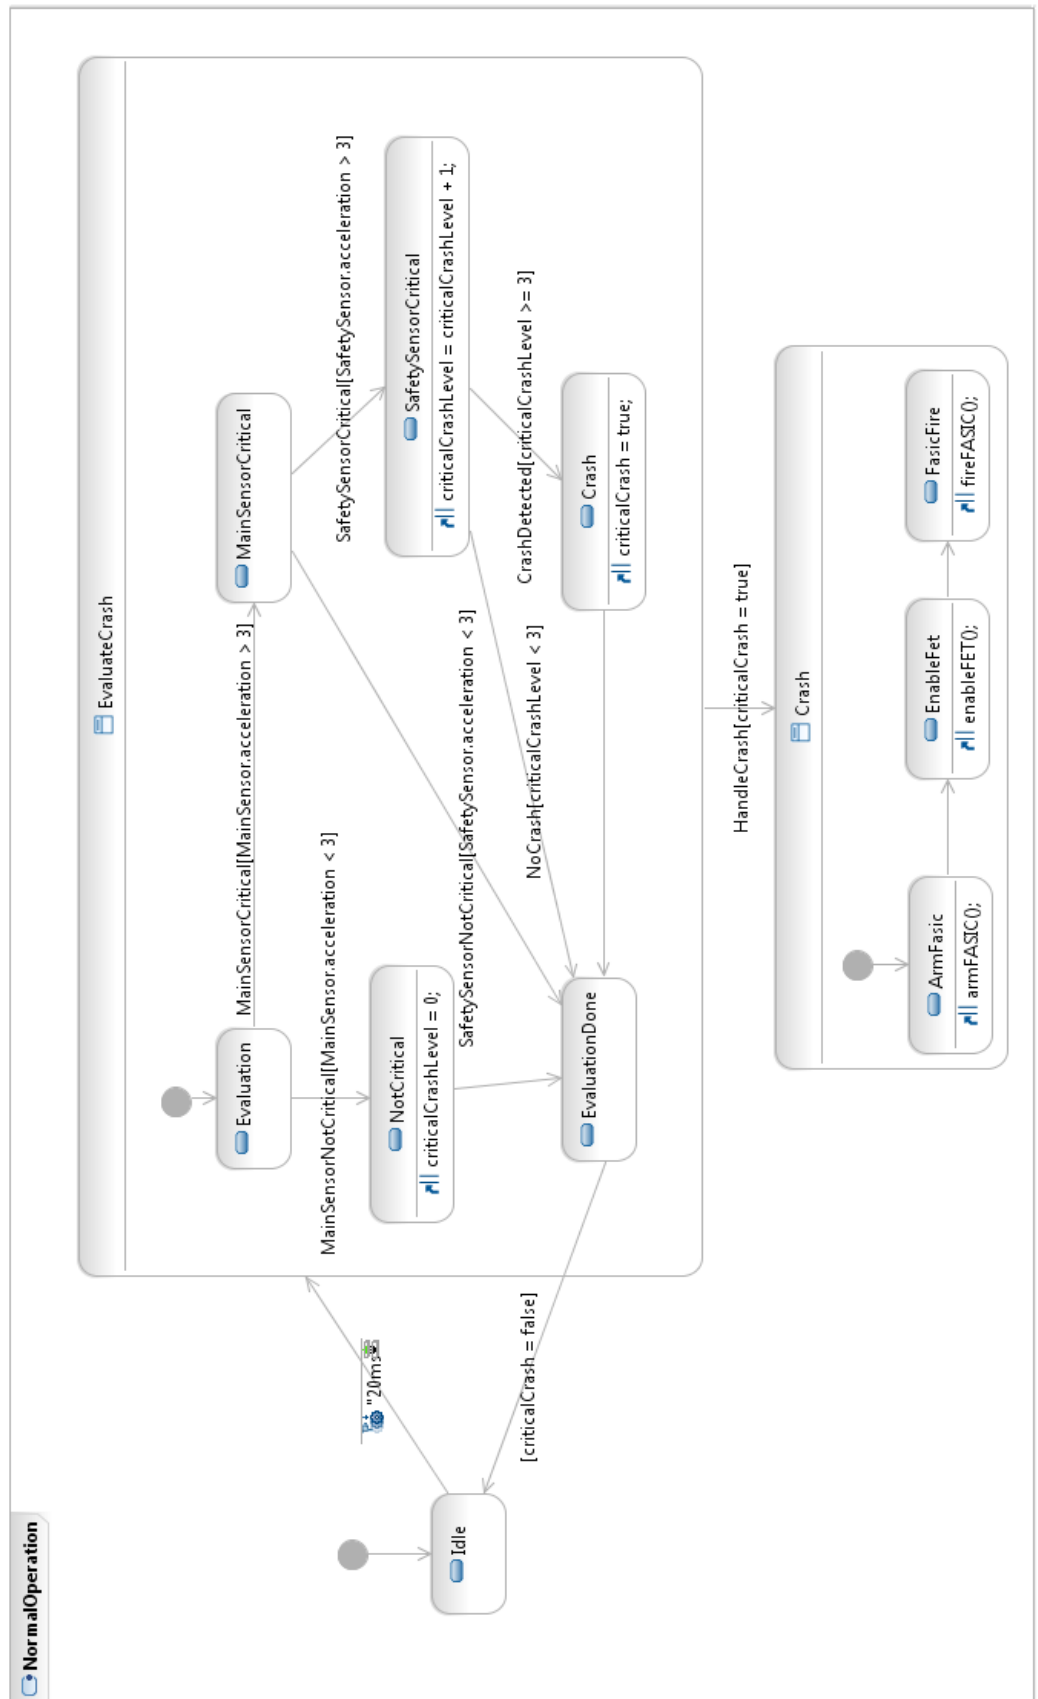 NormalOperation
EvaluateCrash
Evaluation
MainSensorCritical[MainSensor.acceleration > 3]
MainSensorCritical
MainSensorNotCritical[MainSensor.acceleration < 3]
SafetySensorCritical[SafetySensor.acceleration > 3]
NotCritical
criticalCrashLevel = 0;
SafetySensorCritical
criticalCrashLevel = criticalCrashLevel + 1;
SafetySensorNotCritical[SafetySensor.acceleration < 3]
NoCrash[criticalCrashLevel < 3]
CrashDetected[criticalCrashLevel >= 3]
Crash
criticalCrash = true;
EvaluationDone
"20ms"
Idle
[criticalCrash = false]
HandleCrash[criticalCrash = true]
Crash
ArmFasic
armFASIC();
EnableFet
enableFET();
FasicFire
fireFASIC();